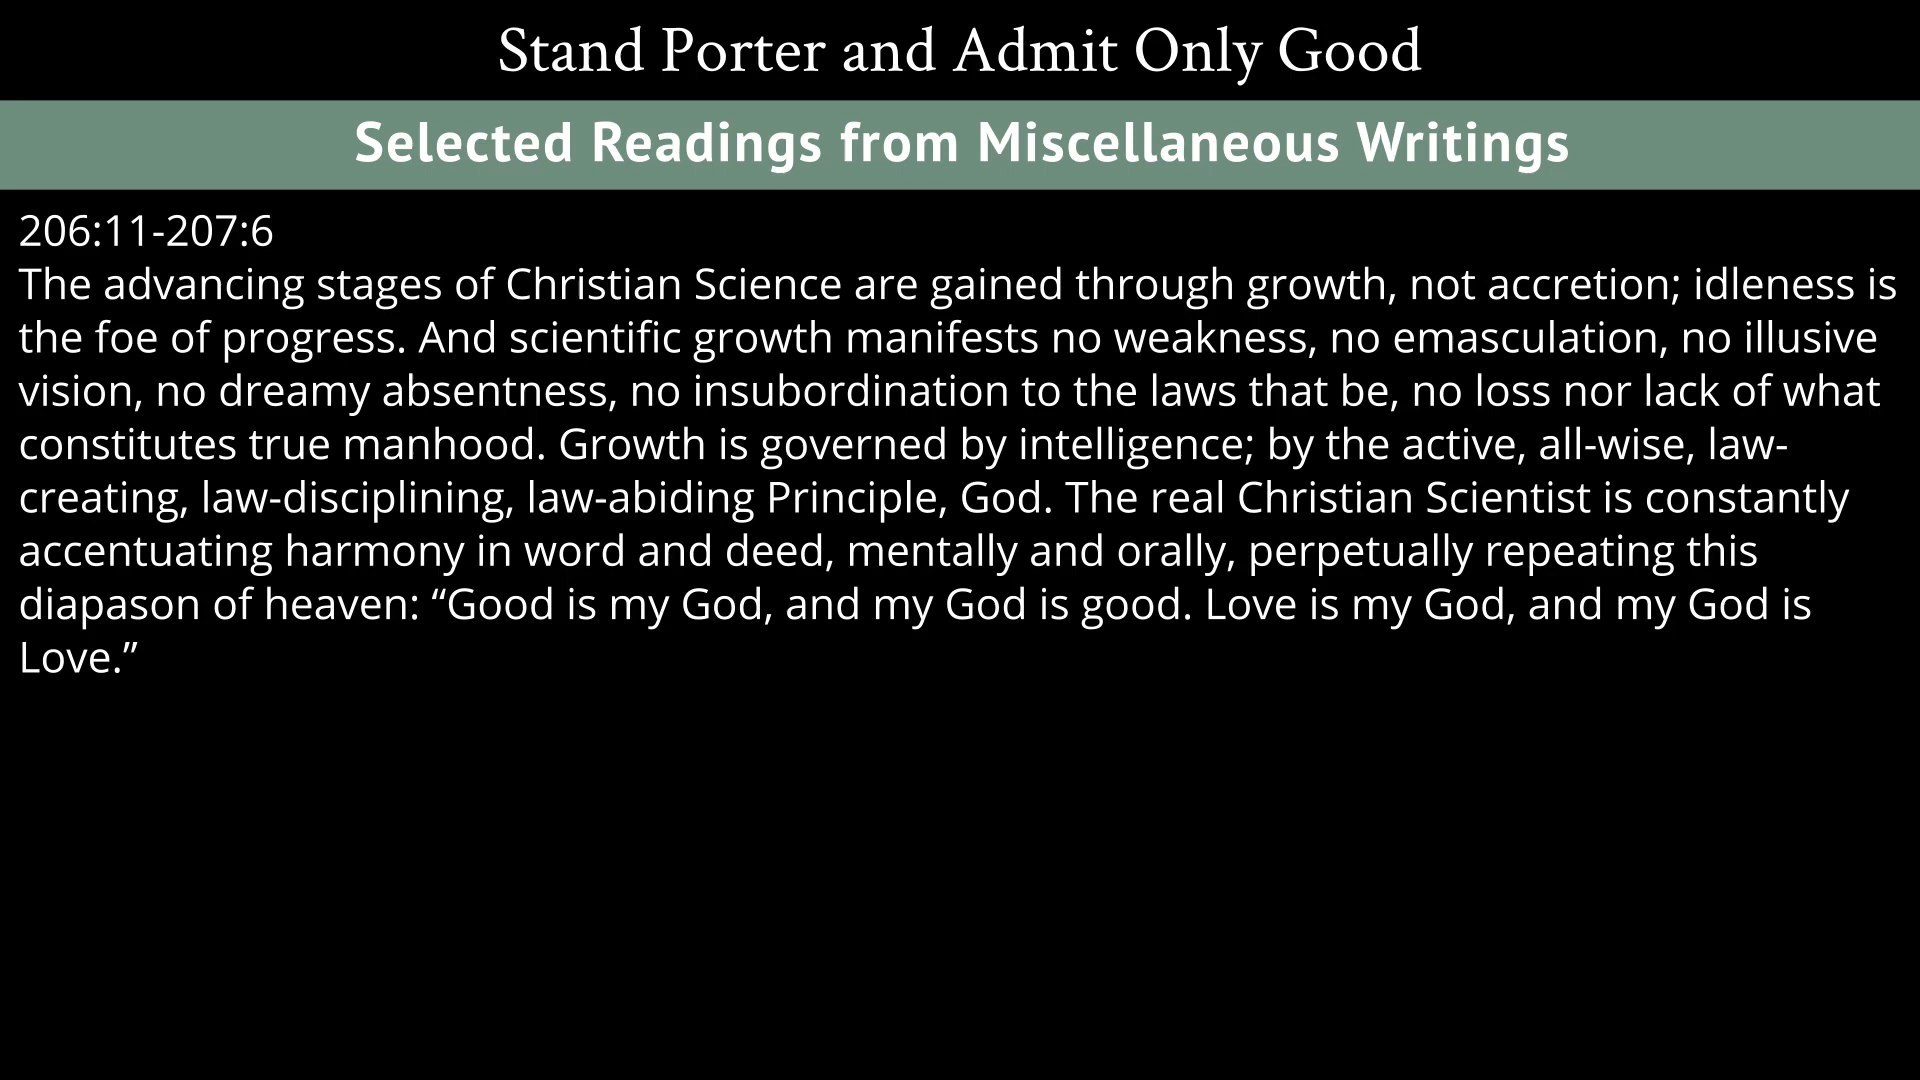 Stand Porter and Admit Only Good
Selected Readings from Miscellaneous Writings
206:11-207:6
The advancing stages of Christian Science are gained through growth, not accretion; idleness is
the foe of progress. And scientific growth manifests no weakness, no emasculation, no illusive
vision, no dreamy absentness, no insubordination to the laws that be, no loss nor lack of what
constitutes true manhood. Growth is governed by intelligence; by the active, all-wise, law-
creating, law-disciplining, law-abiding Principle, God. The real Christian Scientist is constantly
accentuating harmony in word and deed, mentally and orally, perpetually repeating this
diapason of heaven: “Good is my God, and my God is good. Love is my God, and my God is
Love.”